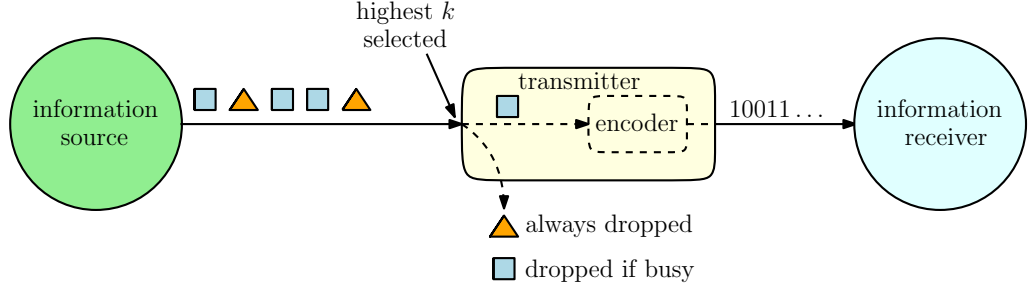 highest k
selected
information
source
transmitter
encoder
10011 . . .
information
receiver
always dropped
dropped if busy